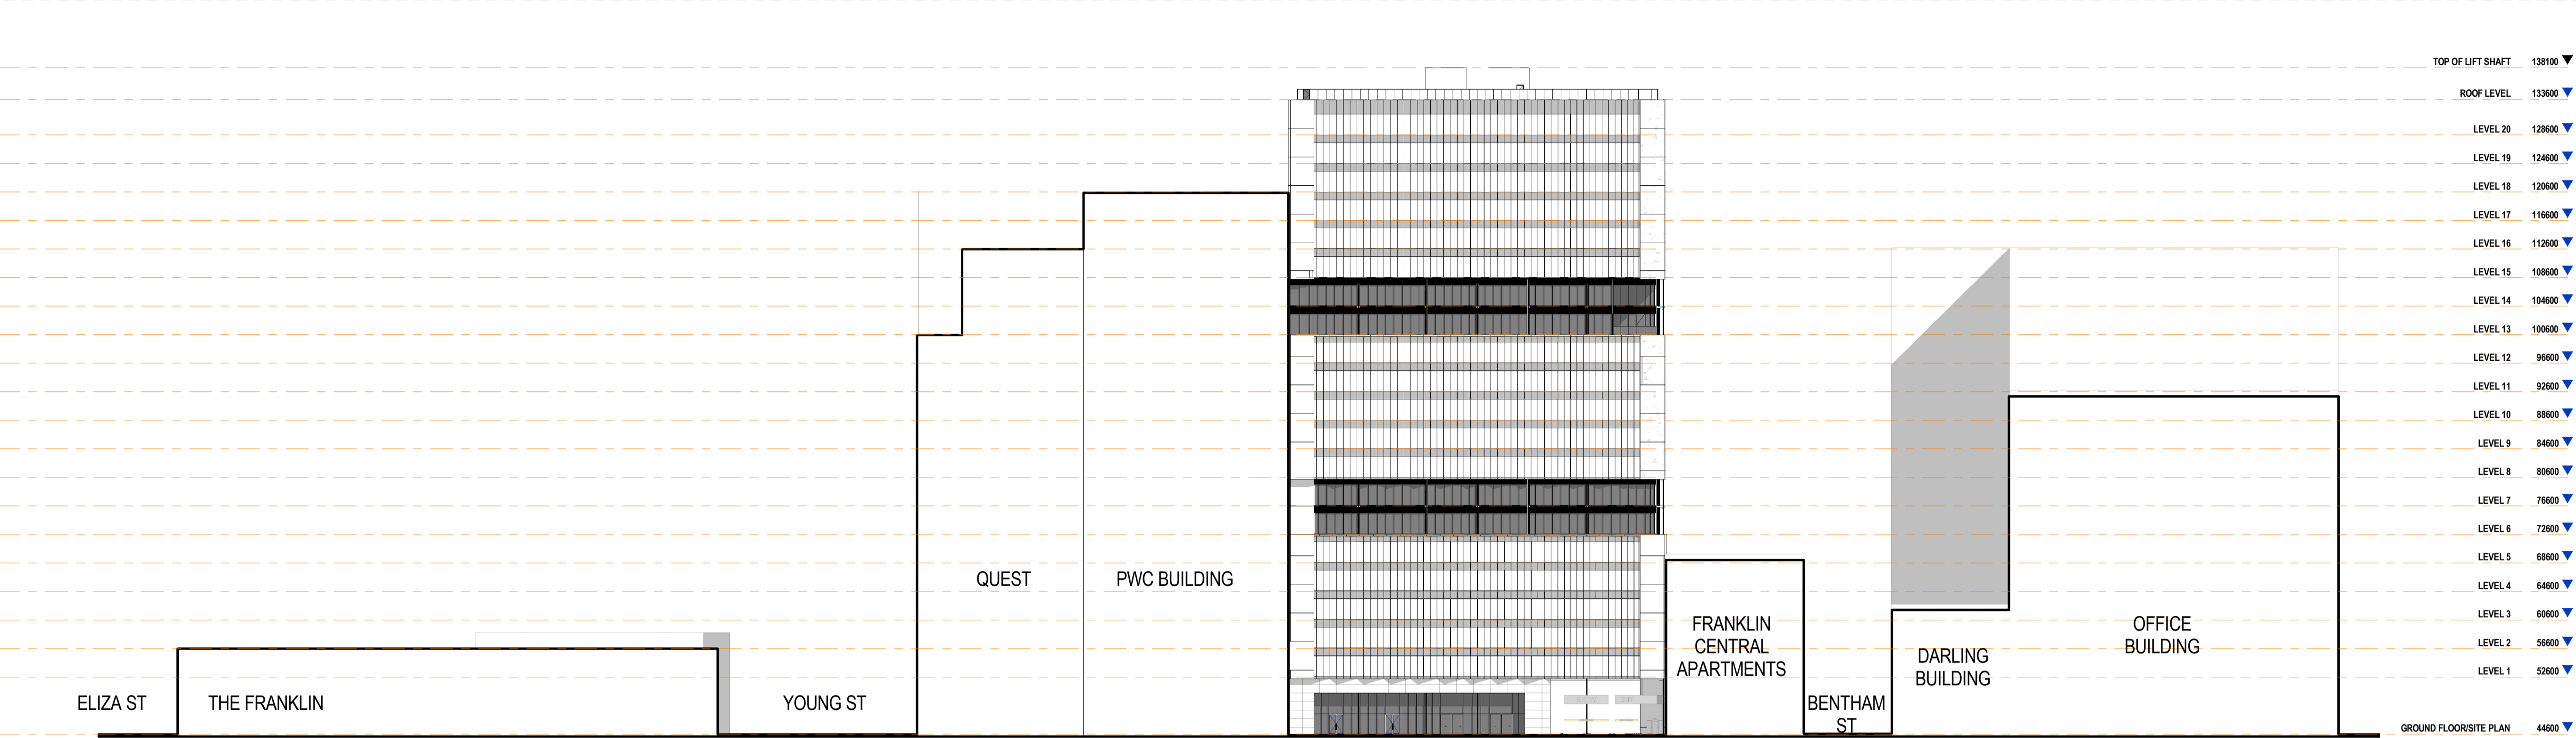 TOP OF LIFT SHAFT 138100
ROOF LEVEL 133600
LEVEL 20 128600
LEVEL 19 124600
LEVEL 18 120600
LEVEL 17 116600
LEVEL 16 112600
LEVEL 15 108600
LEVEL 14 104600
LEVEL 13 100600
LEVEL 12 96600
LEVEL 11 92600
LEVEL 10 88600
LEVEL 9 84600
LEVEL 8 80600
LEVEL 7 76600
LEVEL 6 72600
LEVEL 5 68600
LEVEL 4 64600
LEVEL 3 60600
LEVEL 2 56600
LEVEL 1 52600
GROUND FLOOR/SITE PLAN 44600
ELIZA ST
THE FRANKLIN
YOUNG ST
QUEST
PWC BUILDING
FRANKLIN
CENTRAL
APARTMENTS
BENTHAM
ST
DARLING
BUILDING
OFFICE
BUILDING